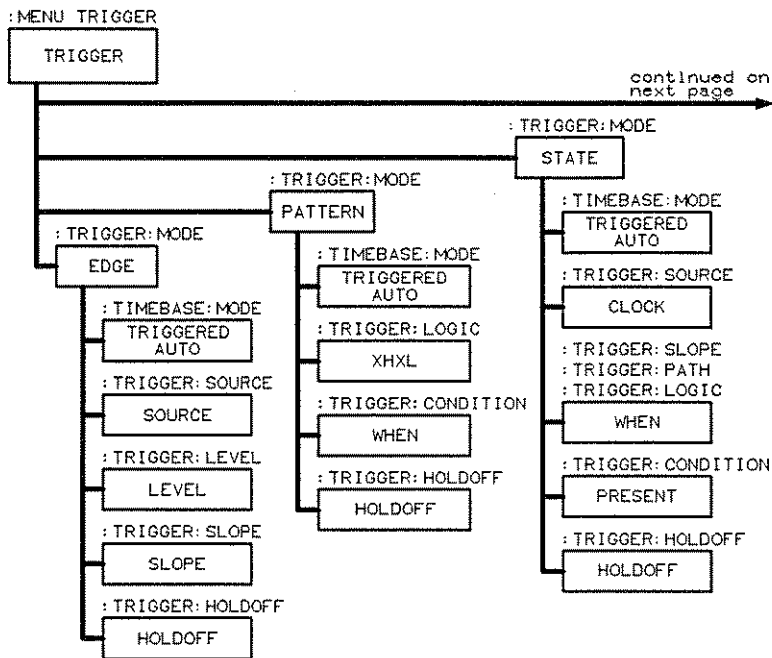 :MENU TRIGGER
TRIGGER
continued on
next page
:TRIGGER:MODE
STATE
:TIMEBASE:MODE
TRIGGERED
AUTO
:TRIGGER:SOURCE
CLOCK
:TRIGGER:SLOPE
:TRIGGER:PATH
:TRIGGER:LOGIC
WHEN
:TRIGGER:CONDITION
PRESENT
:TRIGGER:HOLDOFF
HOLDOFF
:TRIGGER:MODE
PATTERN
:TIMEBASE:MODE
TRIGGERED
AUTO
:TRIGGER:LOGIC
XHXL
:TRIGGER:CONDITION
WHEN
:TRIGGER:HOLDOFF
HOLDOFF
:TRIGGER:MODE
EDGE
:TIMEBASE:MODE
TRIGGERED
AUTO
:TRIGGER:SOURCE
SOURCE
:TRIGGER:LEVEL
LEVEL
:TRIGGER:SLOPE
SLOPE
:TRIGGER:HOLDOFF
HOLDOFF